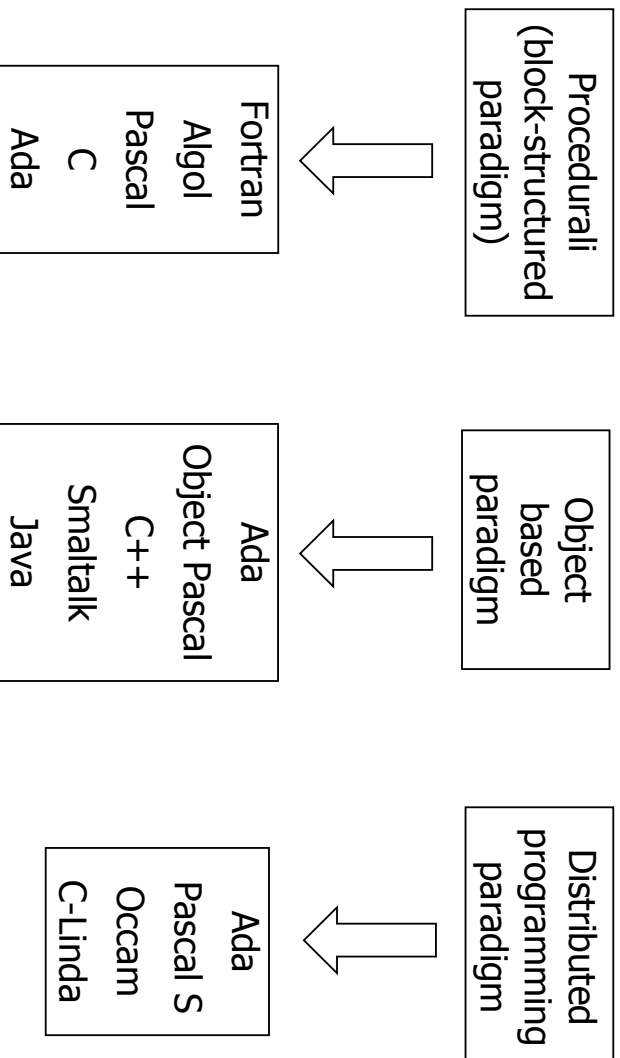 Procedurali
(block-structured
paradigm)
Fortran
Algol
Pascal
C
Ada
Object
based
paradigm
Ada
Object Pascal
C++
Smaltalk
Java
Distributed
programming
paradigm
Ada
Pascal S
Occam
C-Linda